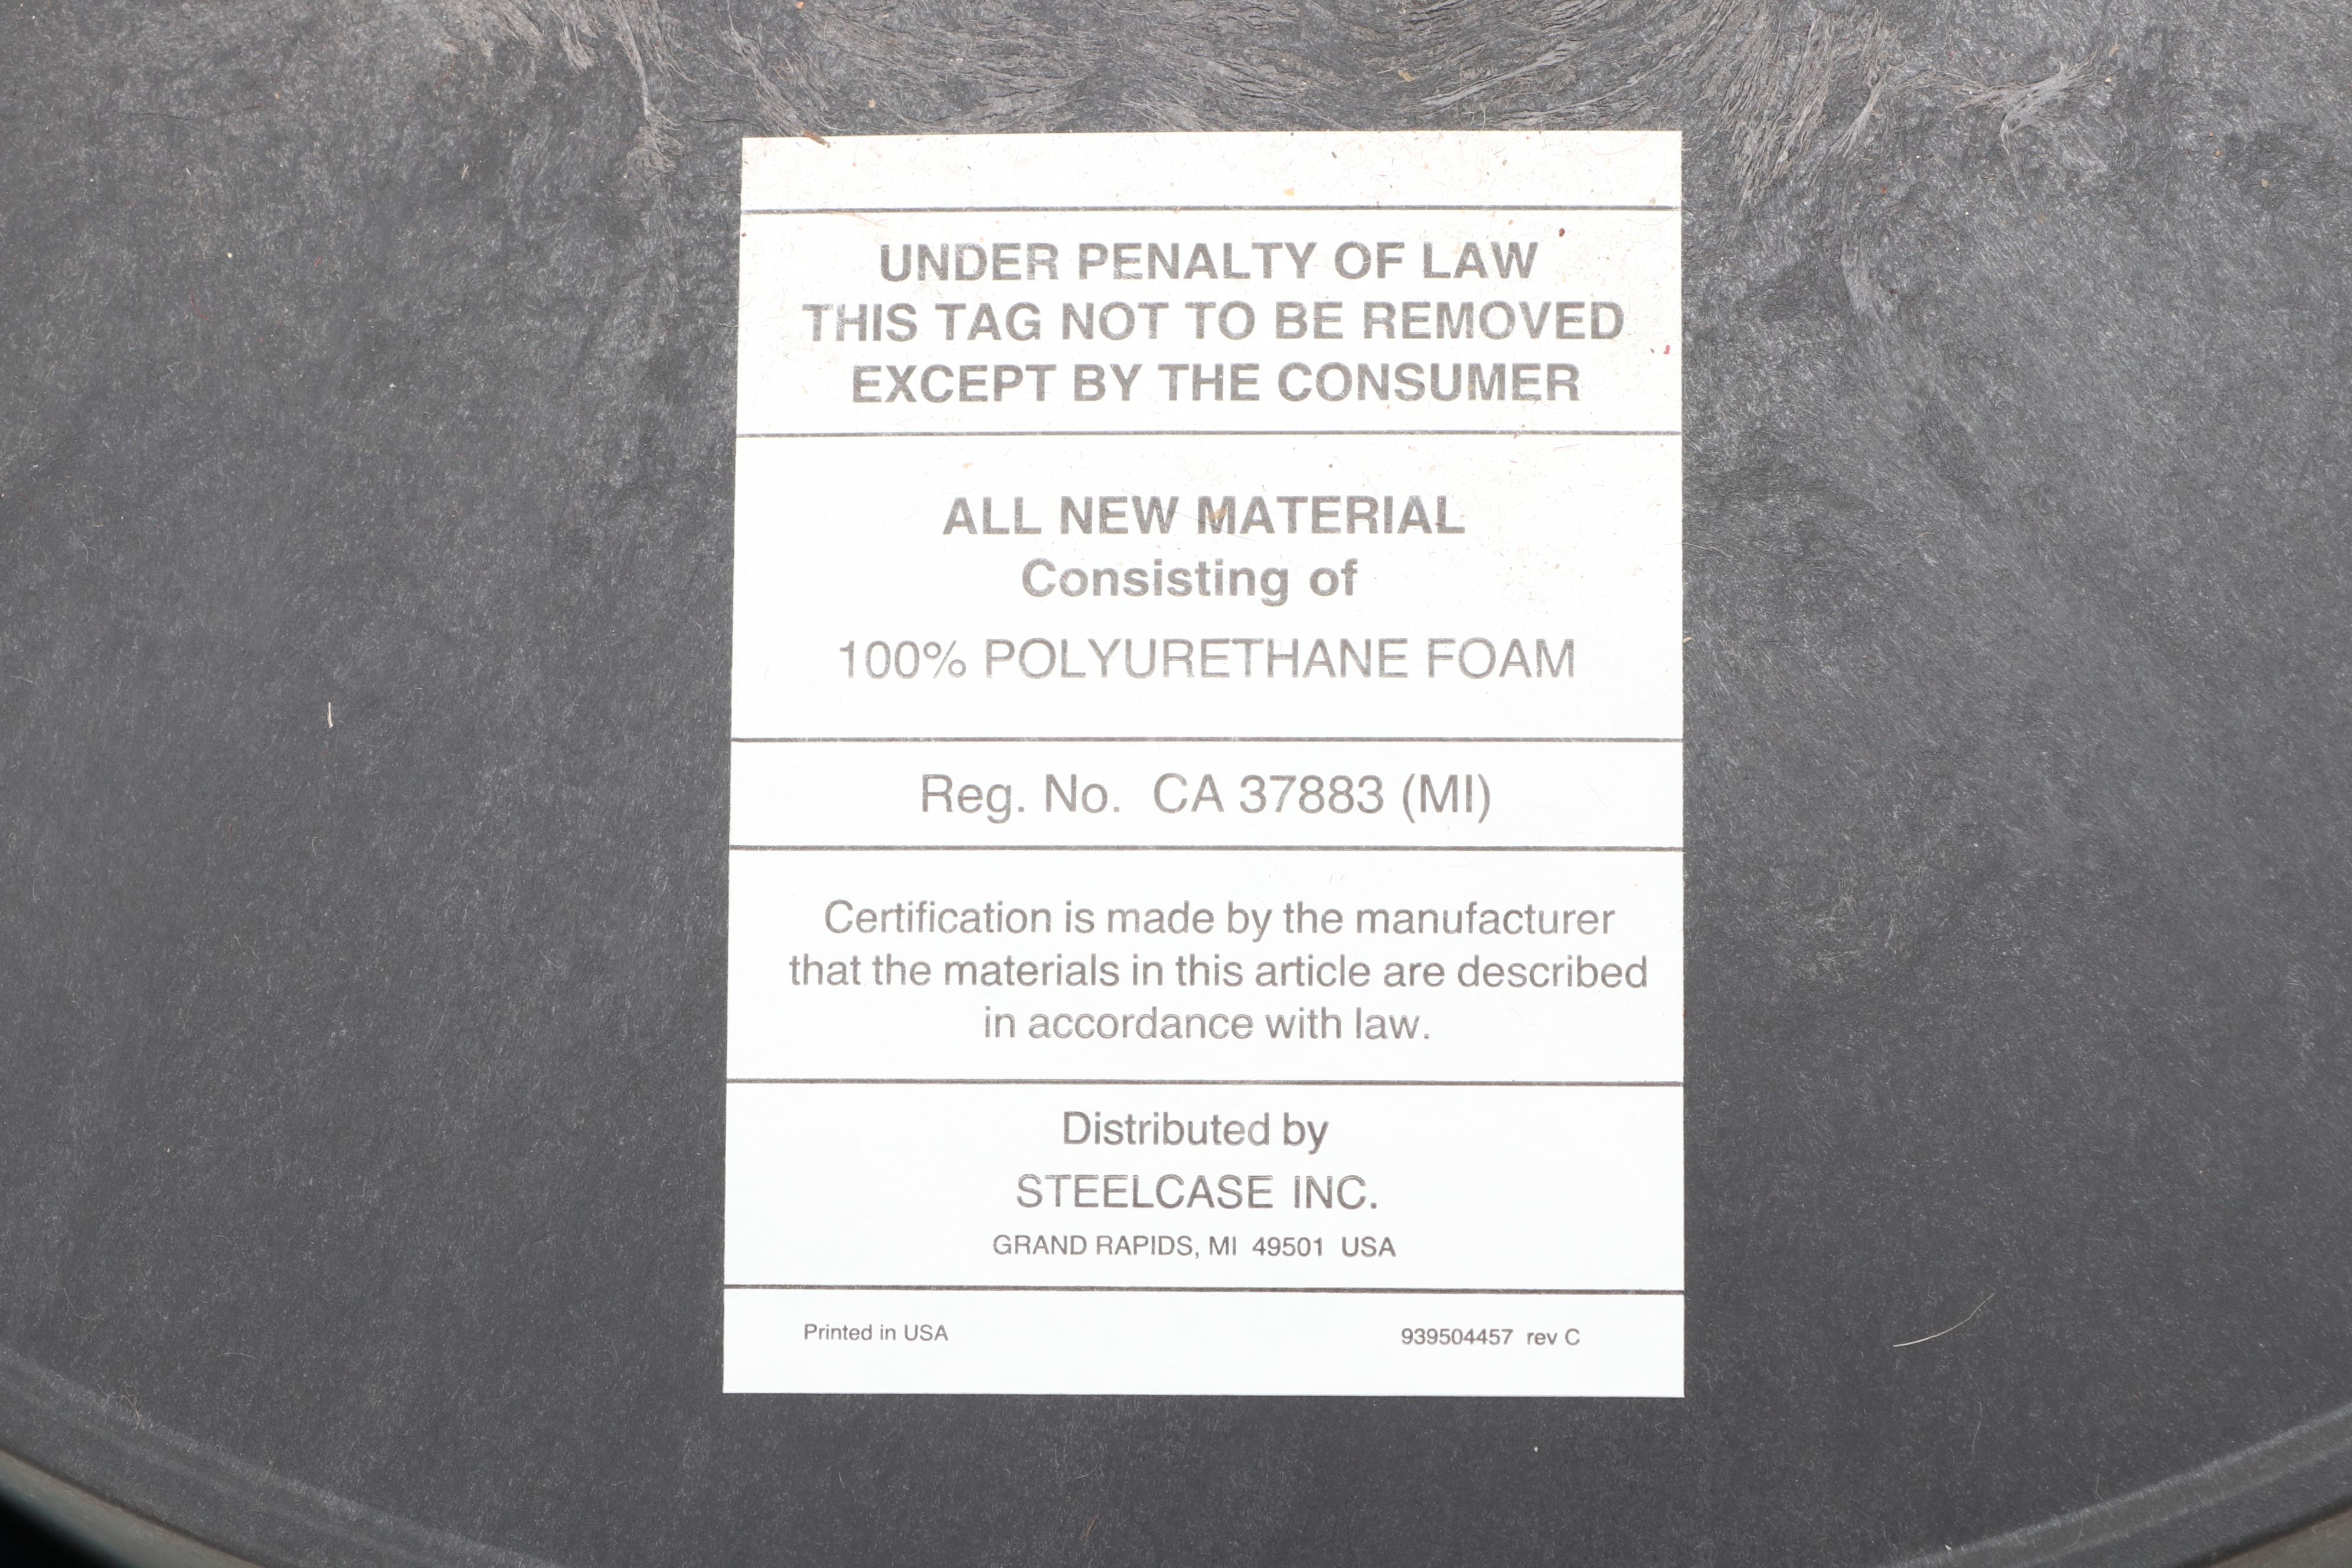 UNDER PENALTY OF LAW
THIS TAG NOT TO BE REMOVED
EXCEPT BY THE CONSUMER
ALL NEW MATERIAL
Consisting of
100% POLYURETHANE FOAM
Reg. No. CA 37883 (MI)
Certification is made by the manufacturer
that the materials in this article are described
in accordance with law.
Distributed by
STEELCASE INC.
GRAND RAPIDS, MI 49501 USA
Printed in USA 939504457 rev C